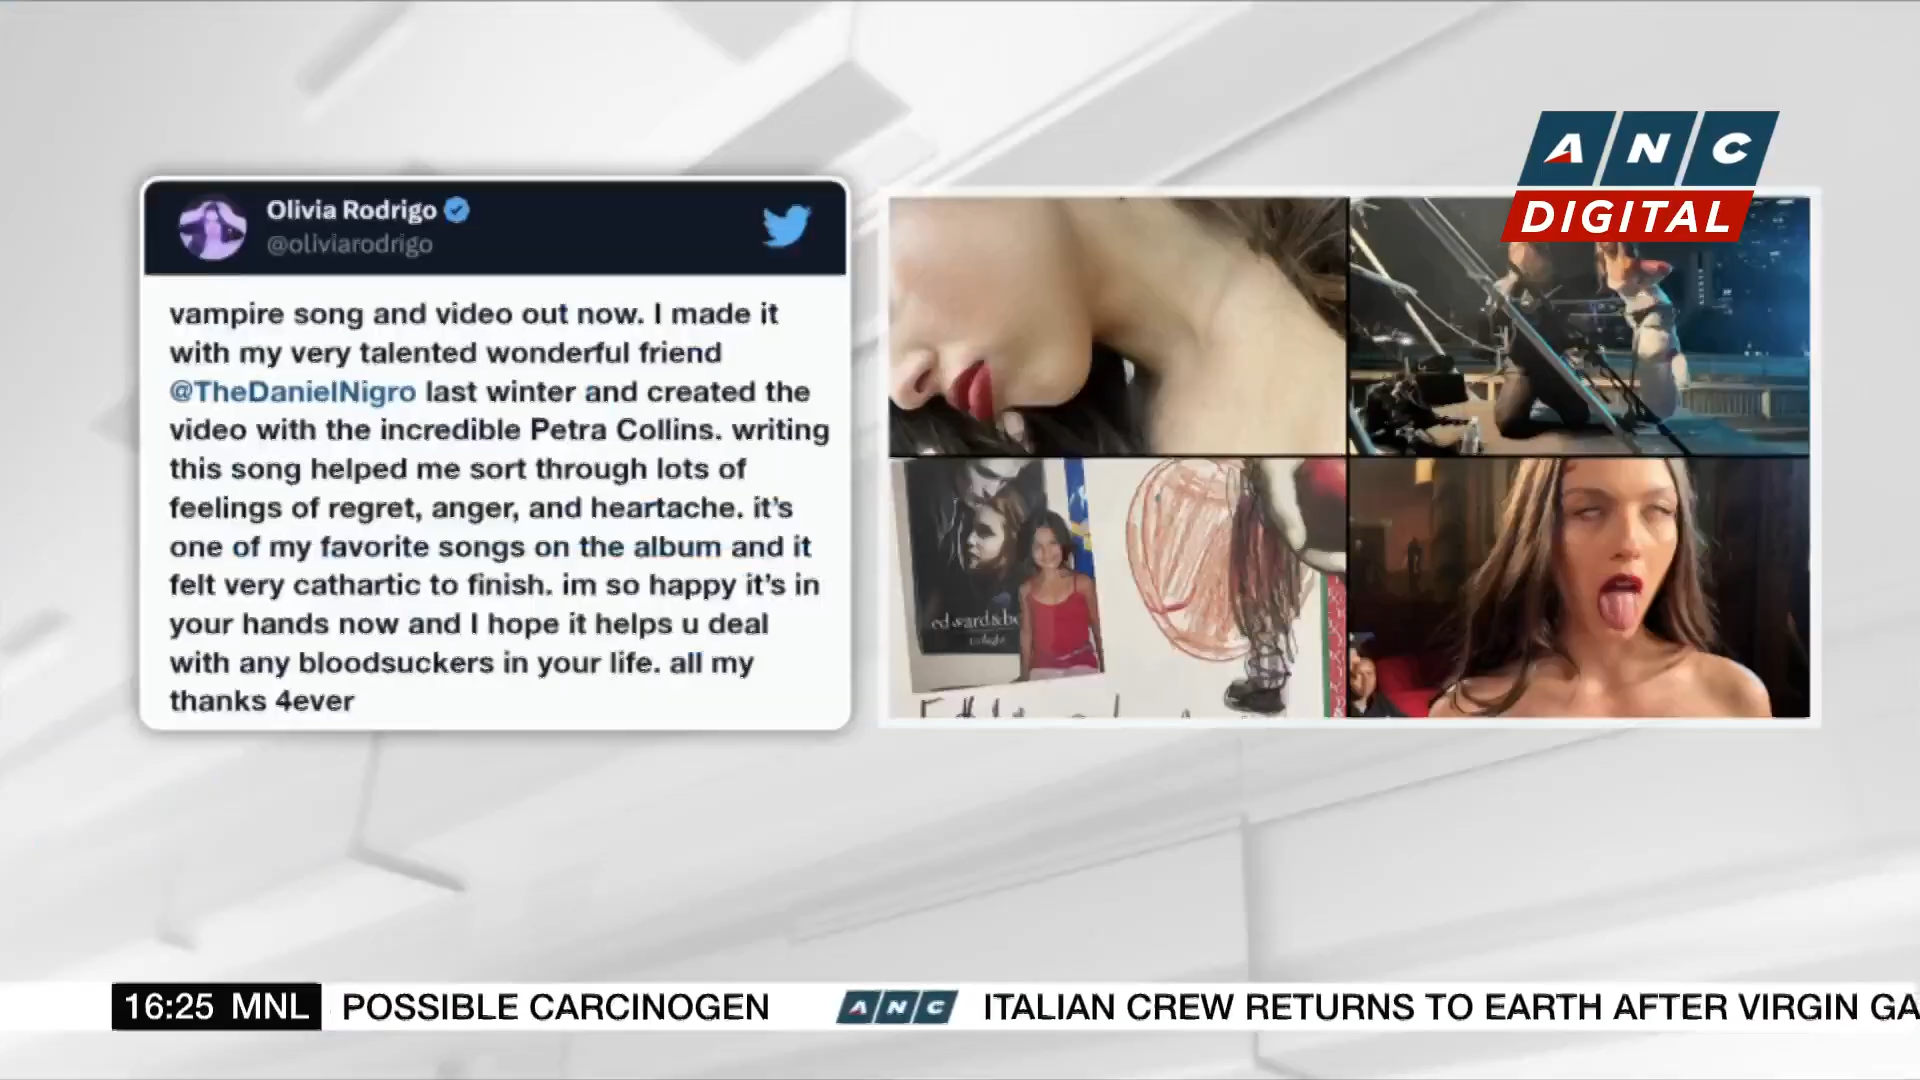 ANC
DIGITAL
Olivia Rodrigo
@oliviarodrigo
vampire song and video out now. I made it
with my very talented wonderful friend
@TheDanielNigro last winter and created the
video with the incredible Petra Collins. writing
this song helped me sort through lots of
feelings of regret, anger, and heartache. it's
one of my favorite songs on the album and it
felt very cathartic to finish. im so happy it's in
your hands now and I hope it helps u deal
with any bloodsuckers in your life. all my
thanks 4ever
edward&be
twilight
16:25 MNL POSSIBLE CARCINOGEN ANC ITALIAN CREW RETURNS TO EARTH AFTER VIRGIN GA